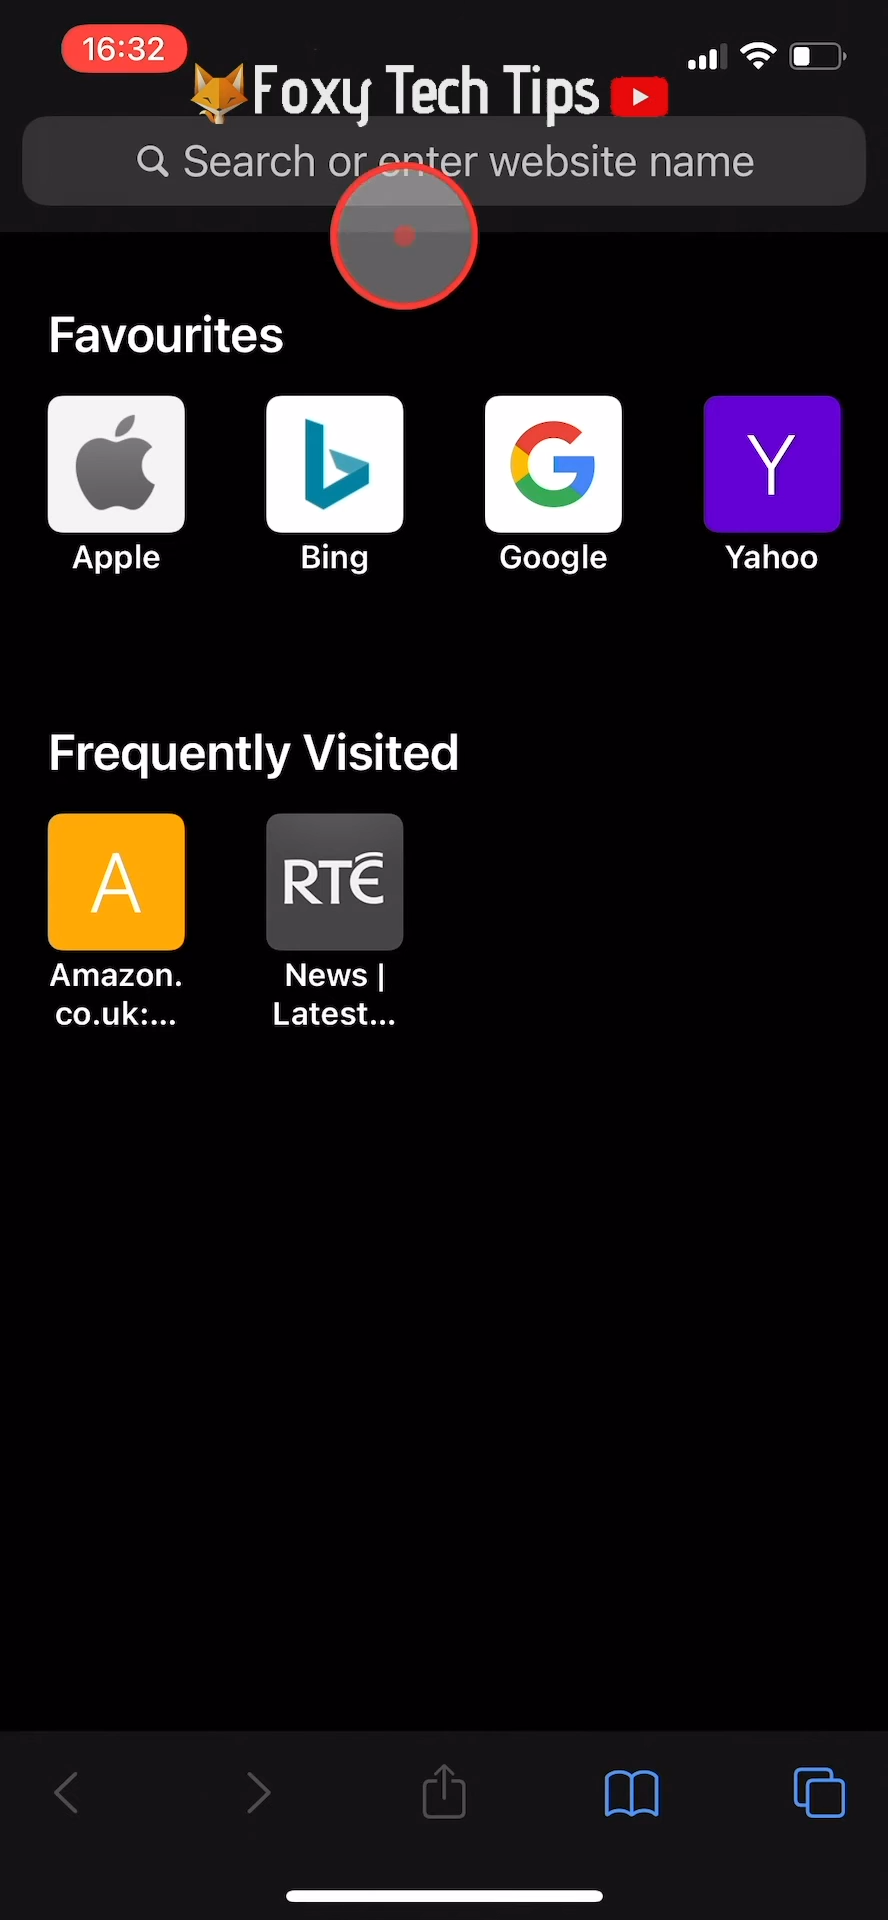 16:32
Foxy Tech Tips
Search or enter website name
Favourites
Apple
Bing
Google
Y
Yahoo
Frequently Visited
A
RTÉ
Amazon.
co.uk:...
News |
Latest...